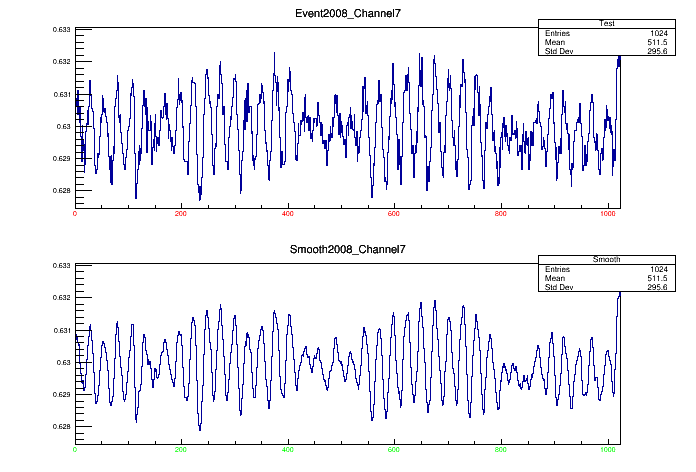 Event2008_Channel7
Test
Entries 1024
Mean 511.5
Std Dev 295.6
0.633
0.632
0.631
0.63
0.629
0.628
0 200 400 600 800 1000
Smooth2008_Channel7
Smooth
Entries 1024
Mean 511.5
Std Dev 295.6
0.633
0.632
0.631
0.63
0.629
0.628
0 200 400 600 800 1000